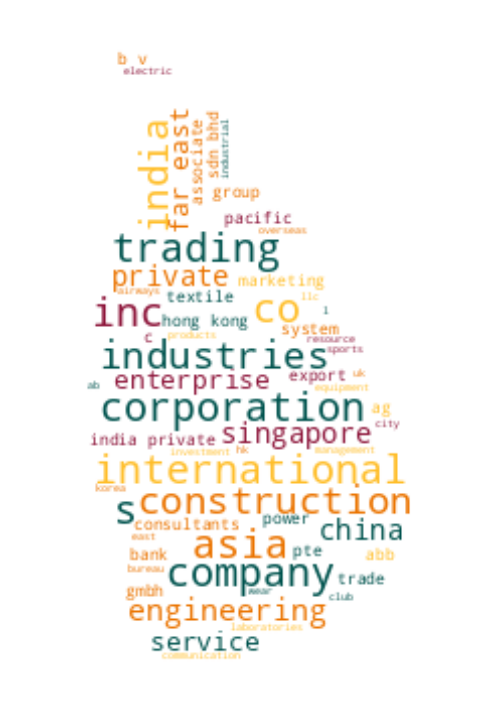 b v
electric
india
far east
associate
sdn bhd
industrial
group
pacific
overseas
trading
private
marketing
airways
textile
llc
inc
co
l
hong kong
system
c
products
resource
industries
sports
enterprise
export
uk
ab
equipment
corporation
ag
city
india private
singapore
investment
hk
management
international
korea
construction
s
power
consultants
china
east
asia
bank
pte
abb
bureau
company
trade
gmbh
wear
club
engineering
laboratories
service
communication